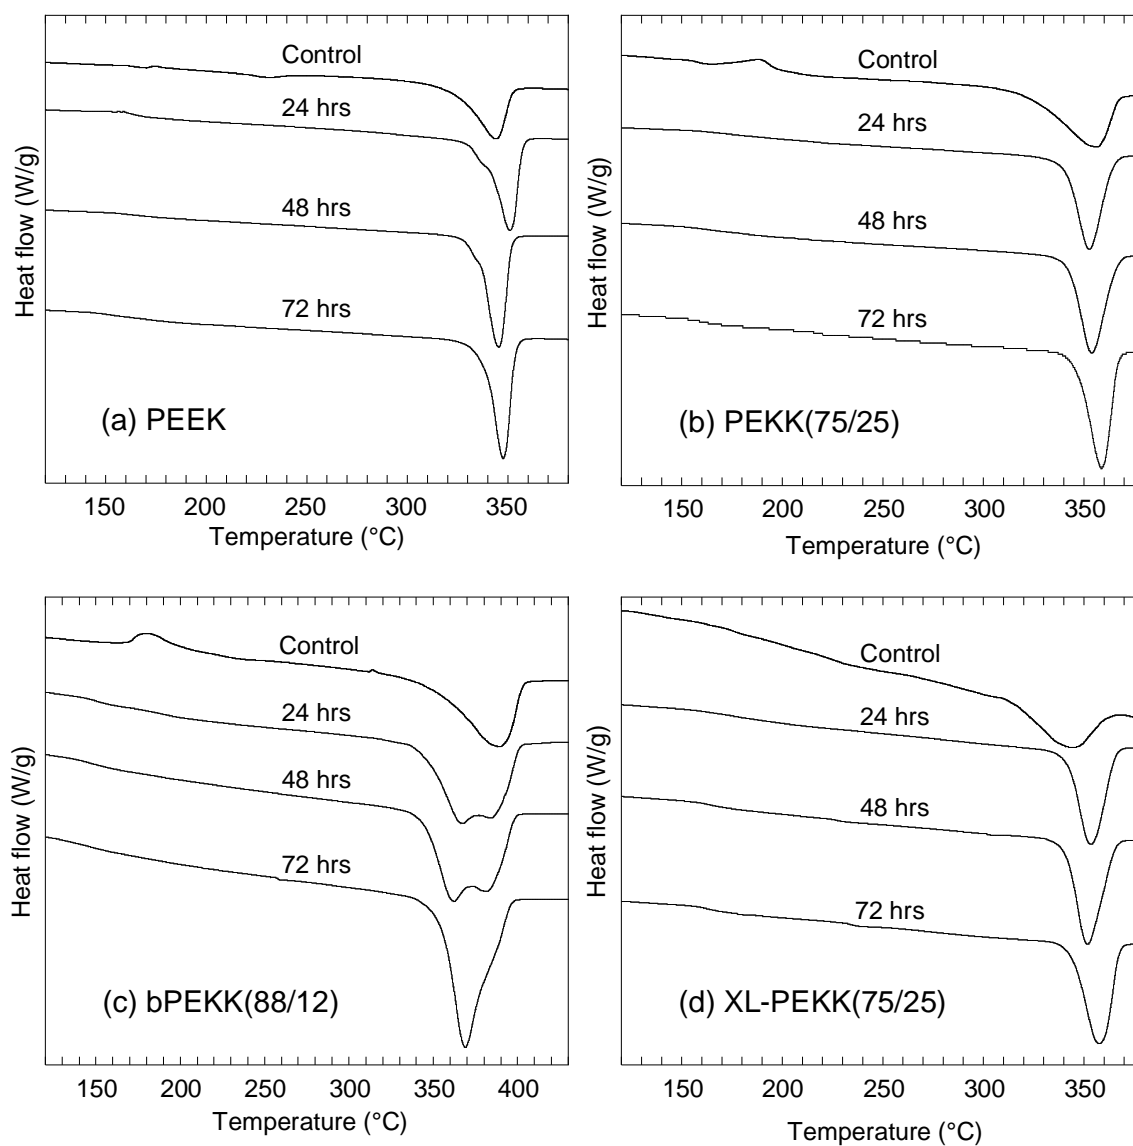 Control
24 hrs
48 hrs
72 hrs
(a) PEEK
Heat flow (W/g)
150 200 250 300 350
Temperature (°C)
Control
24 hrs
48 hrs
72 hrs
(b) PEKK(75/25)
Heat flow (W/g)
150 200 250 300 350
Temperature (°C)
Control
24 hrs
48 hrs
72 hrs
(c) bPEKK(88/12)
Heat flow (W/g)
150 200 250 300 350 400
Temperature (°C)
Control
24 hrs
48 hrs
72 hrs
(d) XL-PEKK(75/25)
Heat flow (W/g)
150 200 250 300 350
Temperature (°C)